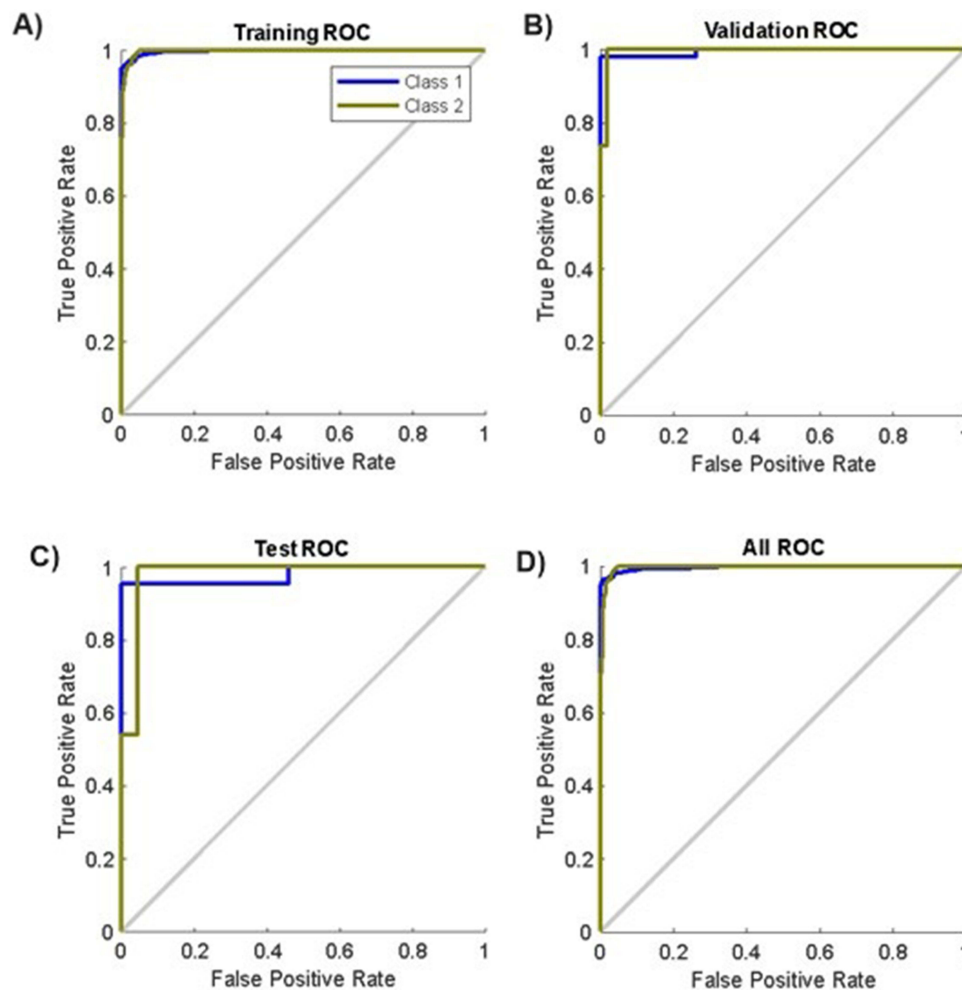 A)
Training ROC
1
0.8
0.6
0.4
0.2
0
True Positive Rate
Class 1
Class 2
0 0.2 0.4 0.6 0.8 1
False Positive Rate
B)
Validation ROC
1
0.8
0.6
0.4
0.2
0
True Positive Rate
0 0.2 0.4 0.6 0.8 1
False Positive Rate
C)
Test ROC
1
0.8
0.6
0.4
0.2
0
True Positive Rate
0 0.2 0.4 0.6 0.8 1
False Positive Rate
D)
All ROC
1
0.8
0.6
0.4
0.2
0
True Positive Rate
0 0.2 0.4 0.6 0.8 1
False Positive Rate